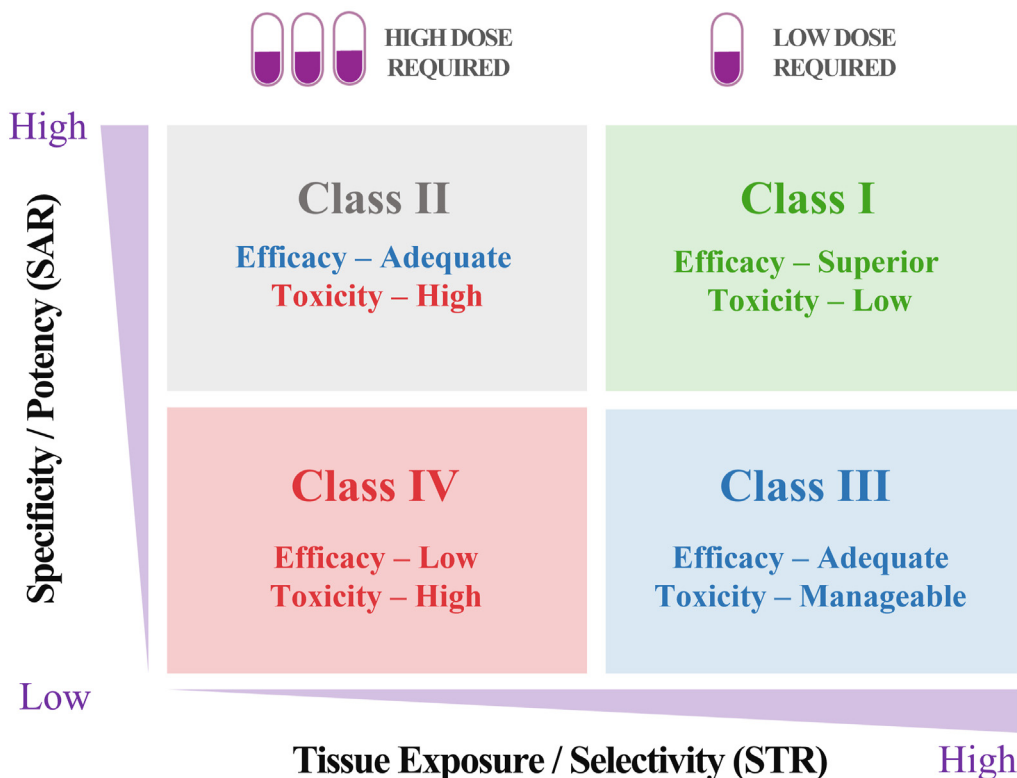 HIGH DOSE
REQUIRED
LOW DOSE
REQUIRED
High
Class II
Efficacy – Adequate
Toxicity – High
Class I
Efficacy – Superior
Toxicity – Low
Specificity / Potency (SAR)
Class IV
Efficacy – Low
Toxicity – High
Class III
Efficacy – Adequate
Toxicity – Manageable
Low
Tissue Exposure / Selectivity (STR)
High